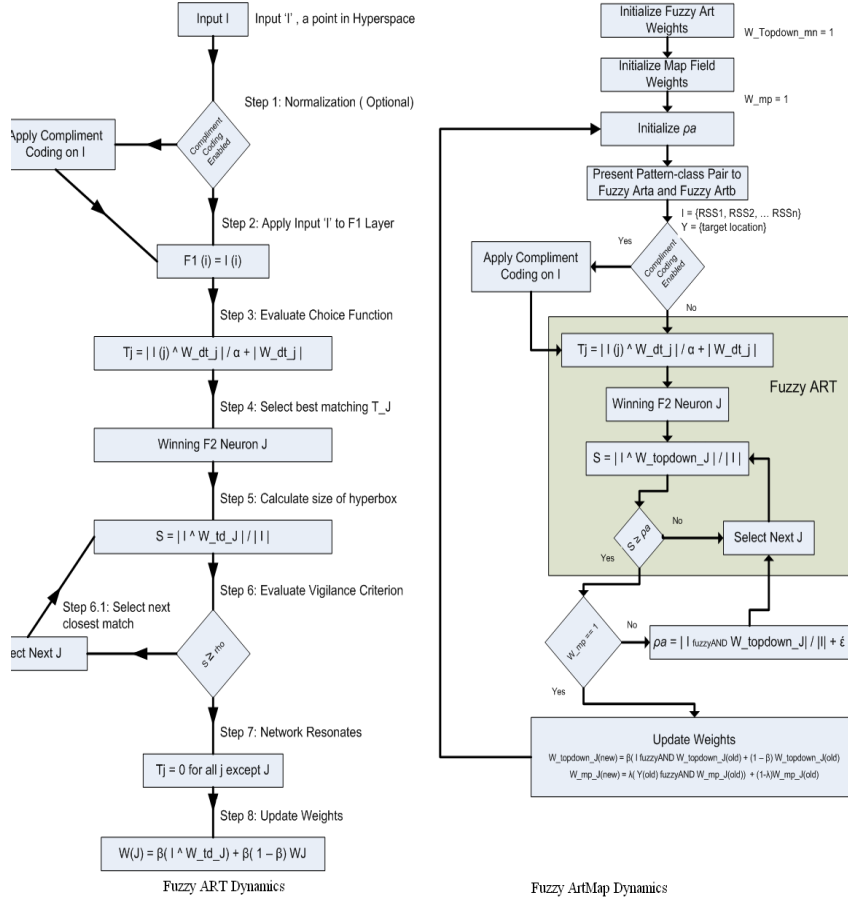 Input I
Input 'I' , a point in Hyperspace
Step 1: Normalization ( Optional)
Compliment
Coding
Enabled
Apply Compliment
Coding on I
Step 2: Apply Input 'I' to F1 Layer
F1 (i) = I (i)
Step 3: Evaluate Choice Function
Tj = | I (j) ^ W_dt_j | / α + | W_dt_j |
Step 4: Select best matching T_J
Winning F2 Neuron J
Step 5: Calculate size of hyperbox
S = | I ^ W_td_J | / | I |
Step 6: Evaluate Vigilance Criterion
Step 6.1: Select next
closest match
ect Next J
s ≥ rho
Step 7: Network Resonates
Tj = 0 for all j except J
Step 8: Update Weights
W(J) = β( I ^ W_td_J) + β( 1 – β) WJ
Fuzzy ART Dynamics
Initialize Fuzzy Art
Weights
W_Topdown_mn = 1
Initialize Map Field
Weights
W_mp = 1
Initialize ρa
Present Pattern-class Pair to
Fuzzy Arta and Fuzzy Artb
I = {RSS1, RSS2, ... RSSn}
Y = {target location}
Yes
Compliment
Coding
Enabled
Apply Compliment
Coding on I
No
Tj = | I (j) ^ W_dt_j | / α + | W_dt_j |
Fuzzy ART
Winning F2 Neuron J
S = | I ^ W_topdown_J | / | I |
S ≥ ρa
No
Select Next J
Yes
W_mp == 1
No
ρa = | I fuzzyAND W_topdown_J| / |I| + έ
Yes
Update Weights
W_topdown_J(new) = β( I fuzzyAND W_topdown_J(old) + (1 – β) W_topdown_J(old)
W_mp_J(new) = λ( Y(old) fuzzyAND W_mp_J(old)) + (1-λ)W_mp_J(old)
Fuzzy ArtMap Dynamics